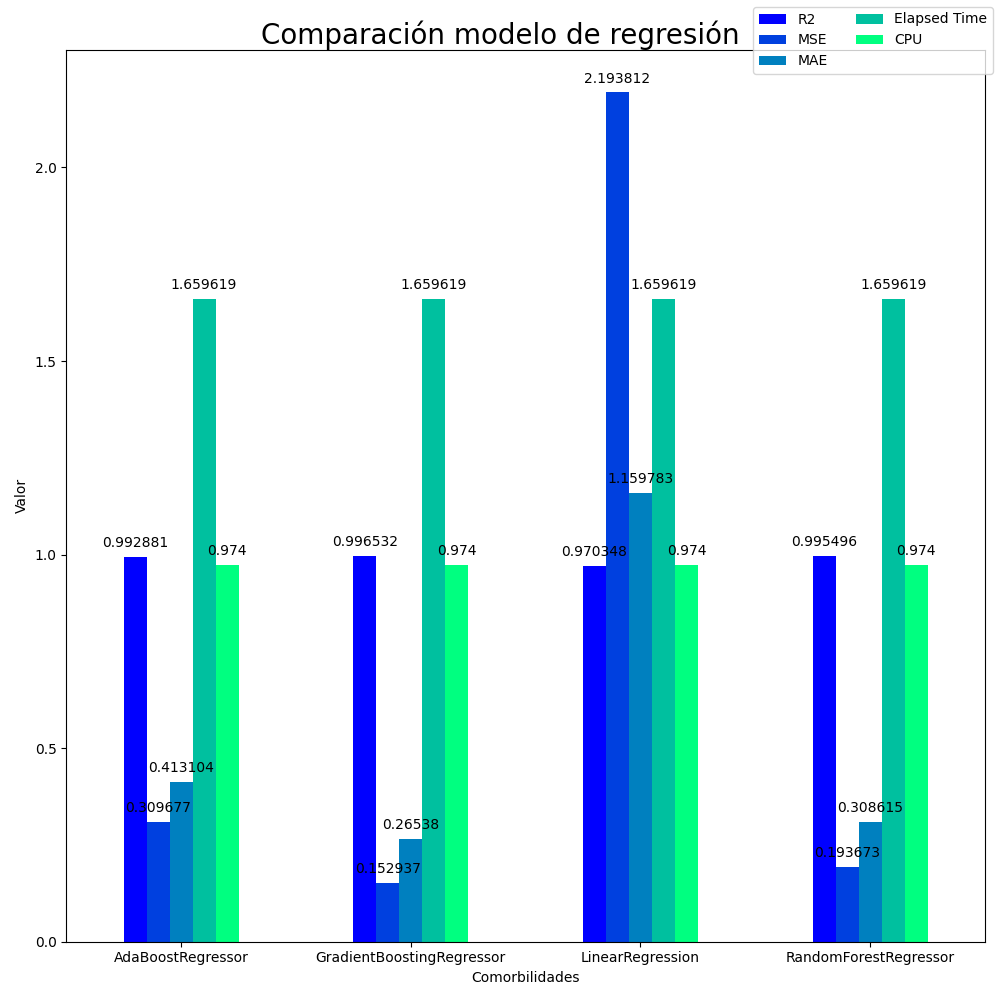 Comparación modelo de regresión
R2
MSE
MAE
Elapsed Time
CPU
Valor
2.0
1.5
1.0
0.5
0.0
0.992881
0.309677
0.413104
1.659619
0.974
0.996532
0.152937
0.26538
1.659619
0.974
0.970348
2.193812
1.159783
1.659619
0.974
0.995496
0.193673
0.308615
1.659619
0.974
AdaBoostRegressor
GradientBoostingRegressor
LinearRegression
RandomForestRegressor
Comorbilidades